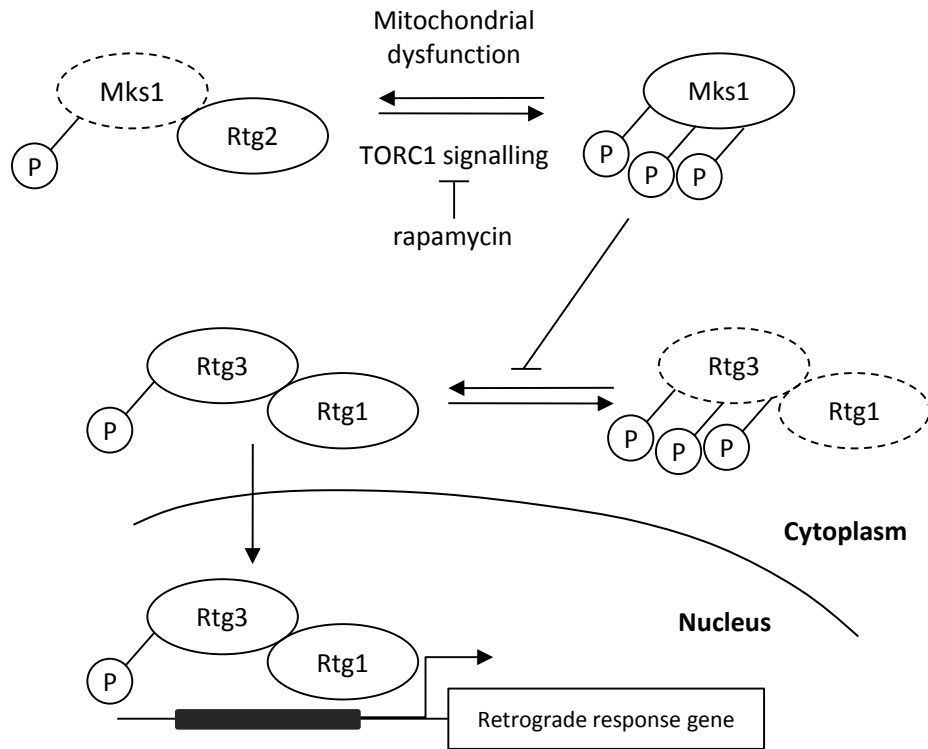 Mitochondrial
dysfunction
Mks1
Rtg2
P
Mks1
P
P
P
TORC1 signalling
rapamycin
Rtg3
Rtg1
P
Rtg3
Rtg1
P
P
P
Cytoplasm
Nucleus
Rtg3
Rtg1
P
Retrograde response gene